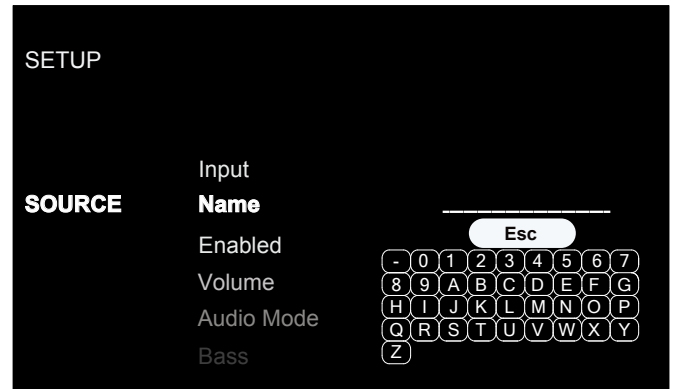 SETUP
Input
SOURCE Name ______________
Esc
Enabled
- 0 1 2 3 4 5 6 7
Volume
8 9 A B C D E F G
H I J K L M N O P
Audio Mode
Q R S T U V W X Y
Bass
Z